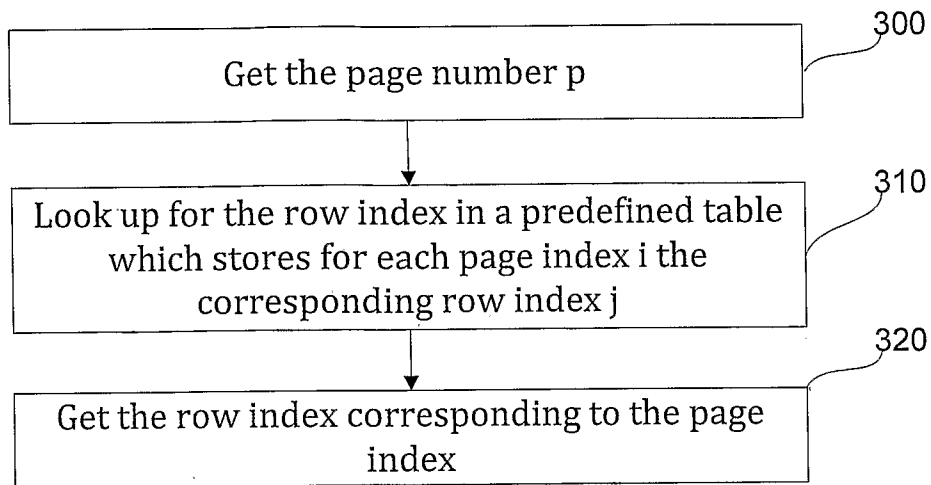 300
Get the page number p
310
Look up for the row index in a predefined table
which stores for each page index i the
corresponding row index j
320
Get the row index corresponding to the page
index